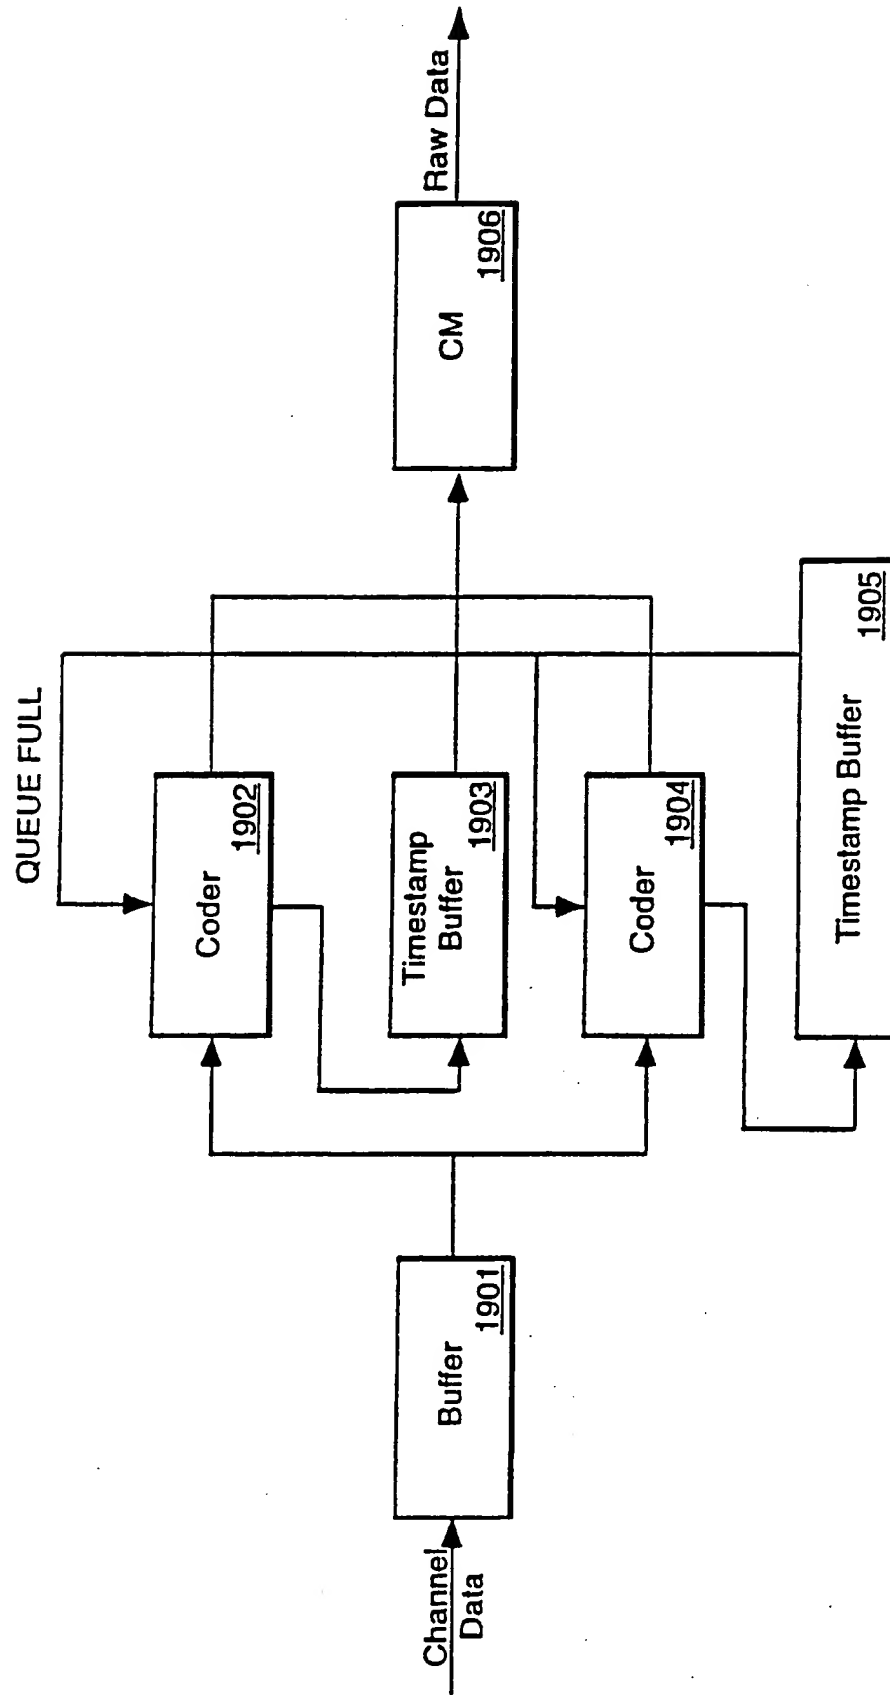 Channel
Data
Buffer
1901
QUEUE FULL
Coder
1902
Timestamp
Buffer
1903
Coder
1904
Timestamp Buffer
1905
CM
1906
Raw Data